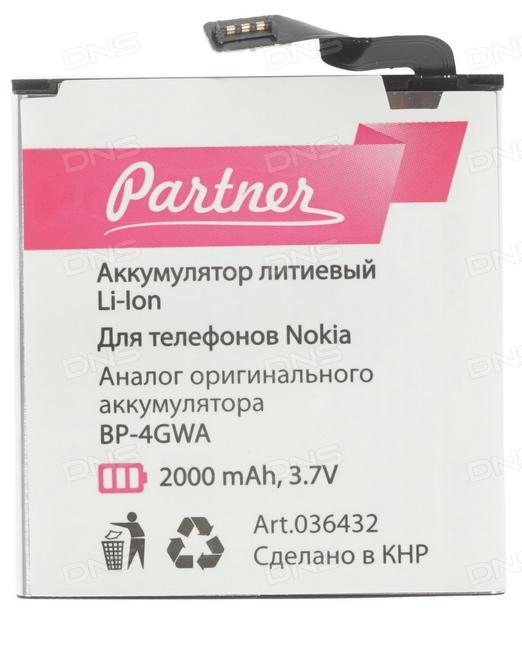 Partner
Аккумулятор литиевый
Li-Ion
Для телефонов Nokia
Аналог оригинального
аккумулятора
BP-4GWA
2000 mAh, 3.7V
Art.036432
Сделано в КНР
DNS